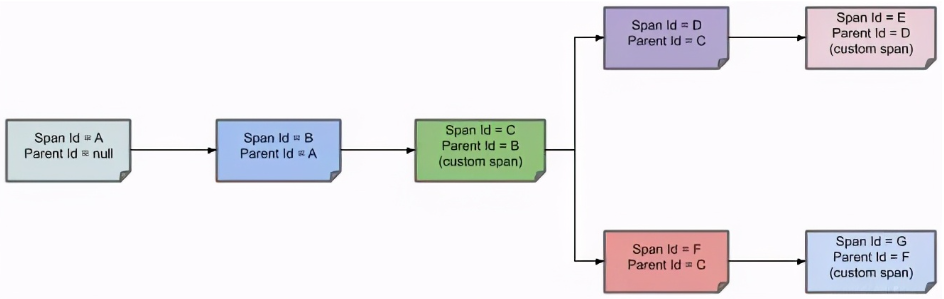 Span Id = A
Parent Id = null
Span Id = B
Parent Id = A
Span Id = C
Parent Id = B
(custom span)
Span Id = D
Parent Id = C
Span Id = E
Parent Id = D
(custom span)
Span Id = F
Parent Id = C
Span Id = G
Parent Id = F
(custom span)